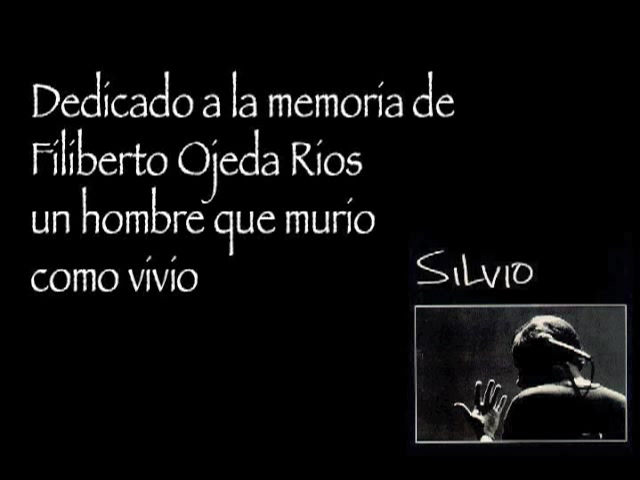 Dedicado a la memoria de
Filiberto Ojeda Rios
un hombre que murio
como vivio
SILVIO